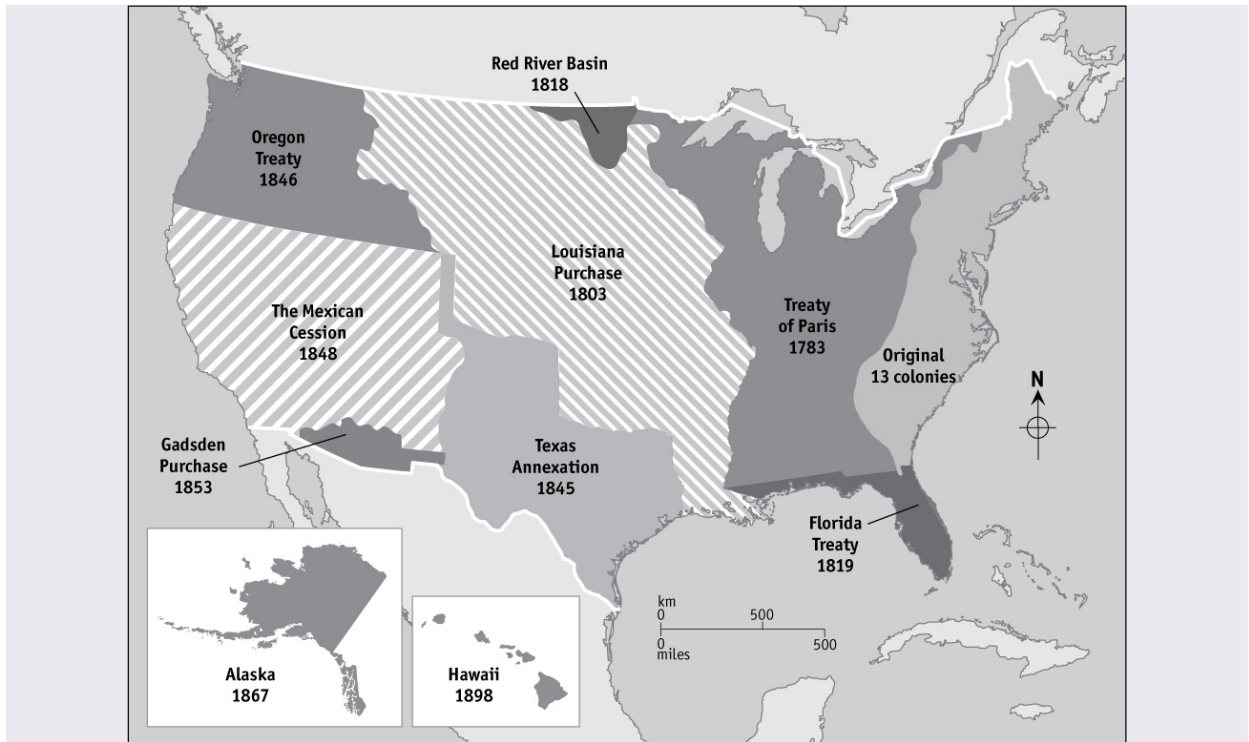 Red River Basin
1818
Oregon
Treaty
1846
Louisiana
Purchase
1803
The Mexican
Cession
1848
Treaty
of Paris
1783
Original
13 colonies
N
Gadsden
Purchase
1853
Texas
Annexation
1845
Florida
Treaty
1819
km
0 500
0 500
miles
Alaska
1867
Hawaii
1898